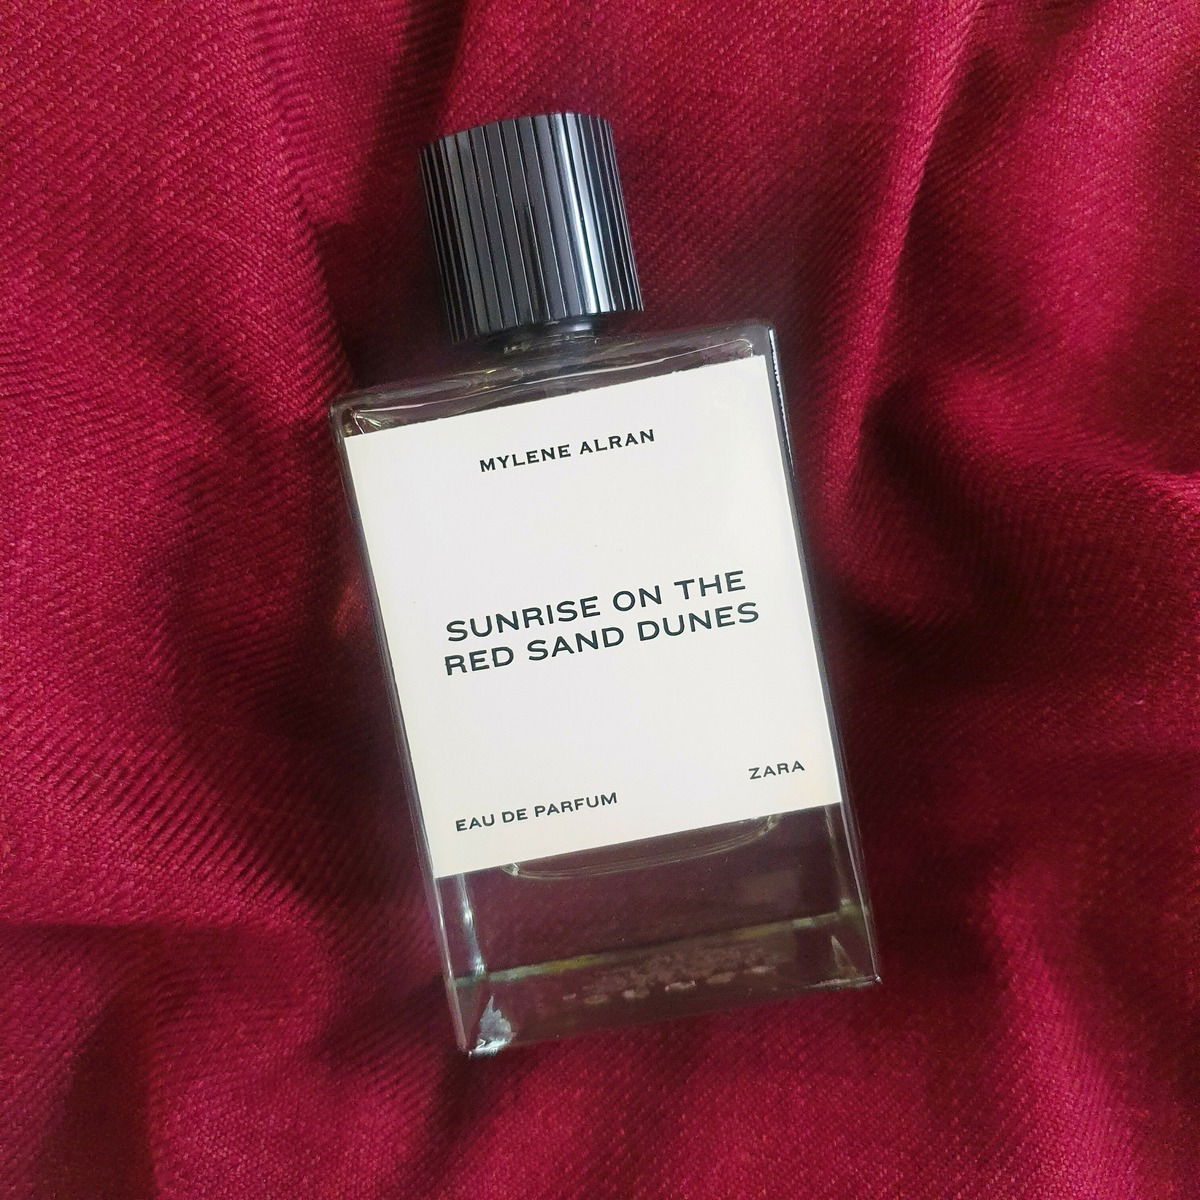 MYLENE ALRAN
SUNRISE ON THE
RED SAND DUNES
ZARA
EAU DE PARFUM